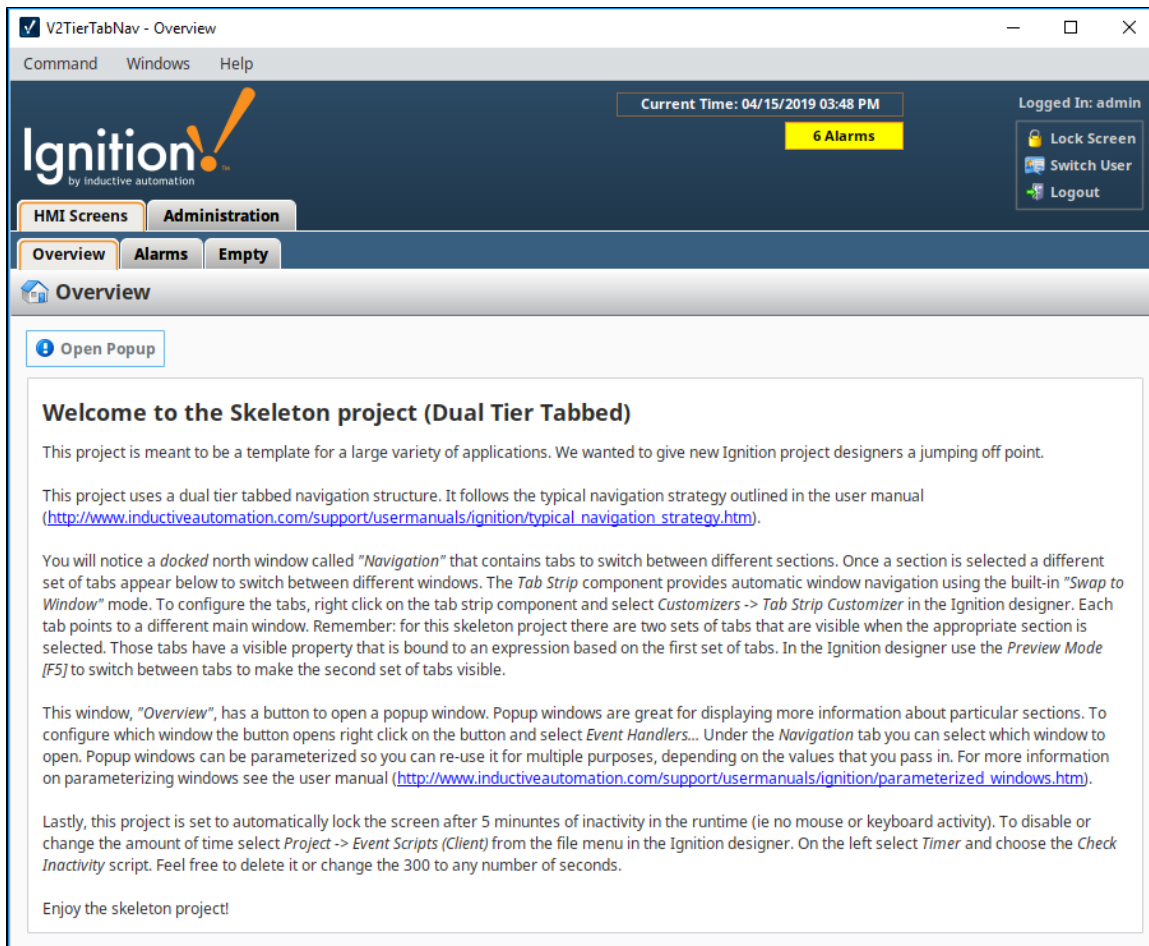 V2TierTabNav - Overview
Command Windows Help
Current Time: 04/15/2019 03:48 PM
Logged In: admin
6 Alarms
Lock Screen
Switch User
Logout
Ignition!
TM
by inductive automation
HMI Screens Administration
Overview Alarms Empty
Overview
Open Popup
Welcome to the Skeleton project (Dual Tier Tabbed)
This project is meant to be a template for a large variety of applications. We wanted to give new Ignition project designers a jumping off point.
This project uses a dual tier tabbed navigation structure. It follows the typical navigation strategy outlined in the user manual
(http://www.inductiveautomation.com/support/usermanuals/ignition/typical_navigation_strategy.htm).
You will notice a docked north window called "Navigation" that contains tabs to switch between different sections. Once a section is selected a different
set of tabs appear below to switch between different windows. The Tab Strip component provides automatic window navigation using the built-in "Swap to
Window" mode. To configure the tabs, right click on the tab strip component and select Customizers -> Tab Strip Customizer in the Ignition designer. Each
tab points to a different main window. Remember: for this skeleton project there are two sets of tabs that are visible when the appropriate section is
selected. Those tabs have a visible property that is bound to an expression based on the first set of tabs. In the Ignition designer use the Preview Mode
[F5] to switch between tabs to make the second set of tabs visible.
This window, "Overview", has a button to open a popup window. Popup windows are great for displaying more information about particular sections. To
configure which window the button opens right click on the button and select Event Handlers... Under the Navigation tab you can select which window to
open. Popup windows can be parameterized so you can re-use it for multiple purposes, depending on the values that you pass in. For more information
on parameterizing windows see the user manual (http://www.inductiveautomation.com/support/usermanuals/ignition/parameterized_windows.htm).
Lastly, this project is set to automatically lock the screen after 5 minuntes of inactivity in the runtime (ie no mouse or keyboard activity). To disable or
change the amount of time select Project -> Event Scripts (Client) from the file menu in the Ignition designer. On the left select Timer and choose the Check
Inactivity script. Feel free to delete it or change the 300 to any number of seconds.
Enjoy the skeleton project!